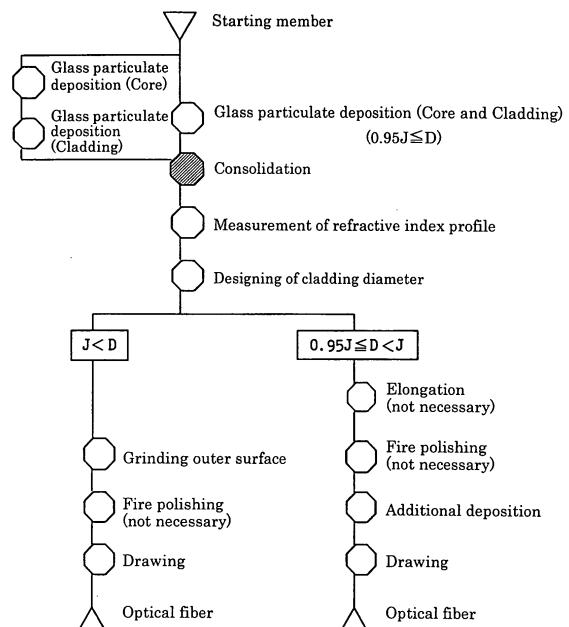 Starting member
Glass particulate
deposition (Core)
Glass particulate
deposition
(Cladding)
Glass particulate deposition (Core and Cladding)
(0.95J≦D)
Consolidation
Measurement of refractive index profile
Designing of cladding diameter
J<D
Grinding outer surface
Fire polishing
(not necessary)
Drawing
Optical fiber
0.95J≦D<J
Elongation
(not necessary)
Fire polishing
(not necessary)
Additional deposition
Drawing
Optical fiber